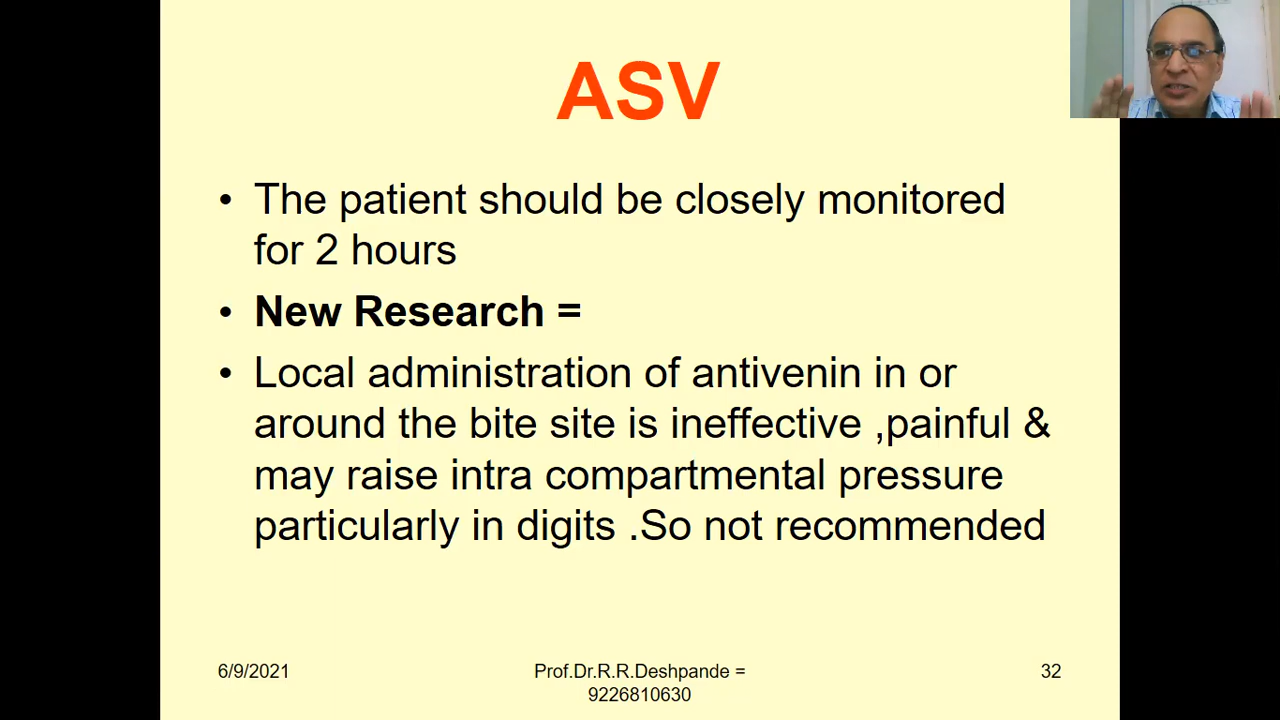 ASV
• The patient should be closely monitored
for 2 hours
• New Research =
• Local administration of antivenin in or
around the bite site is ineffective ,painful &
may raise intra compartmental pressure
particularly in digits .So not recommended
6/9/2021
Prof.Dr.R.R.Deshpande =
9226810630
32